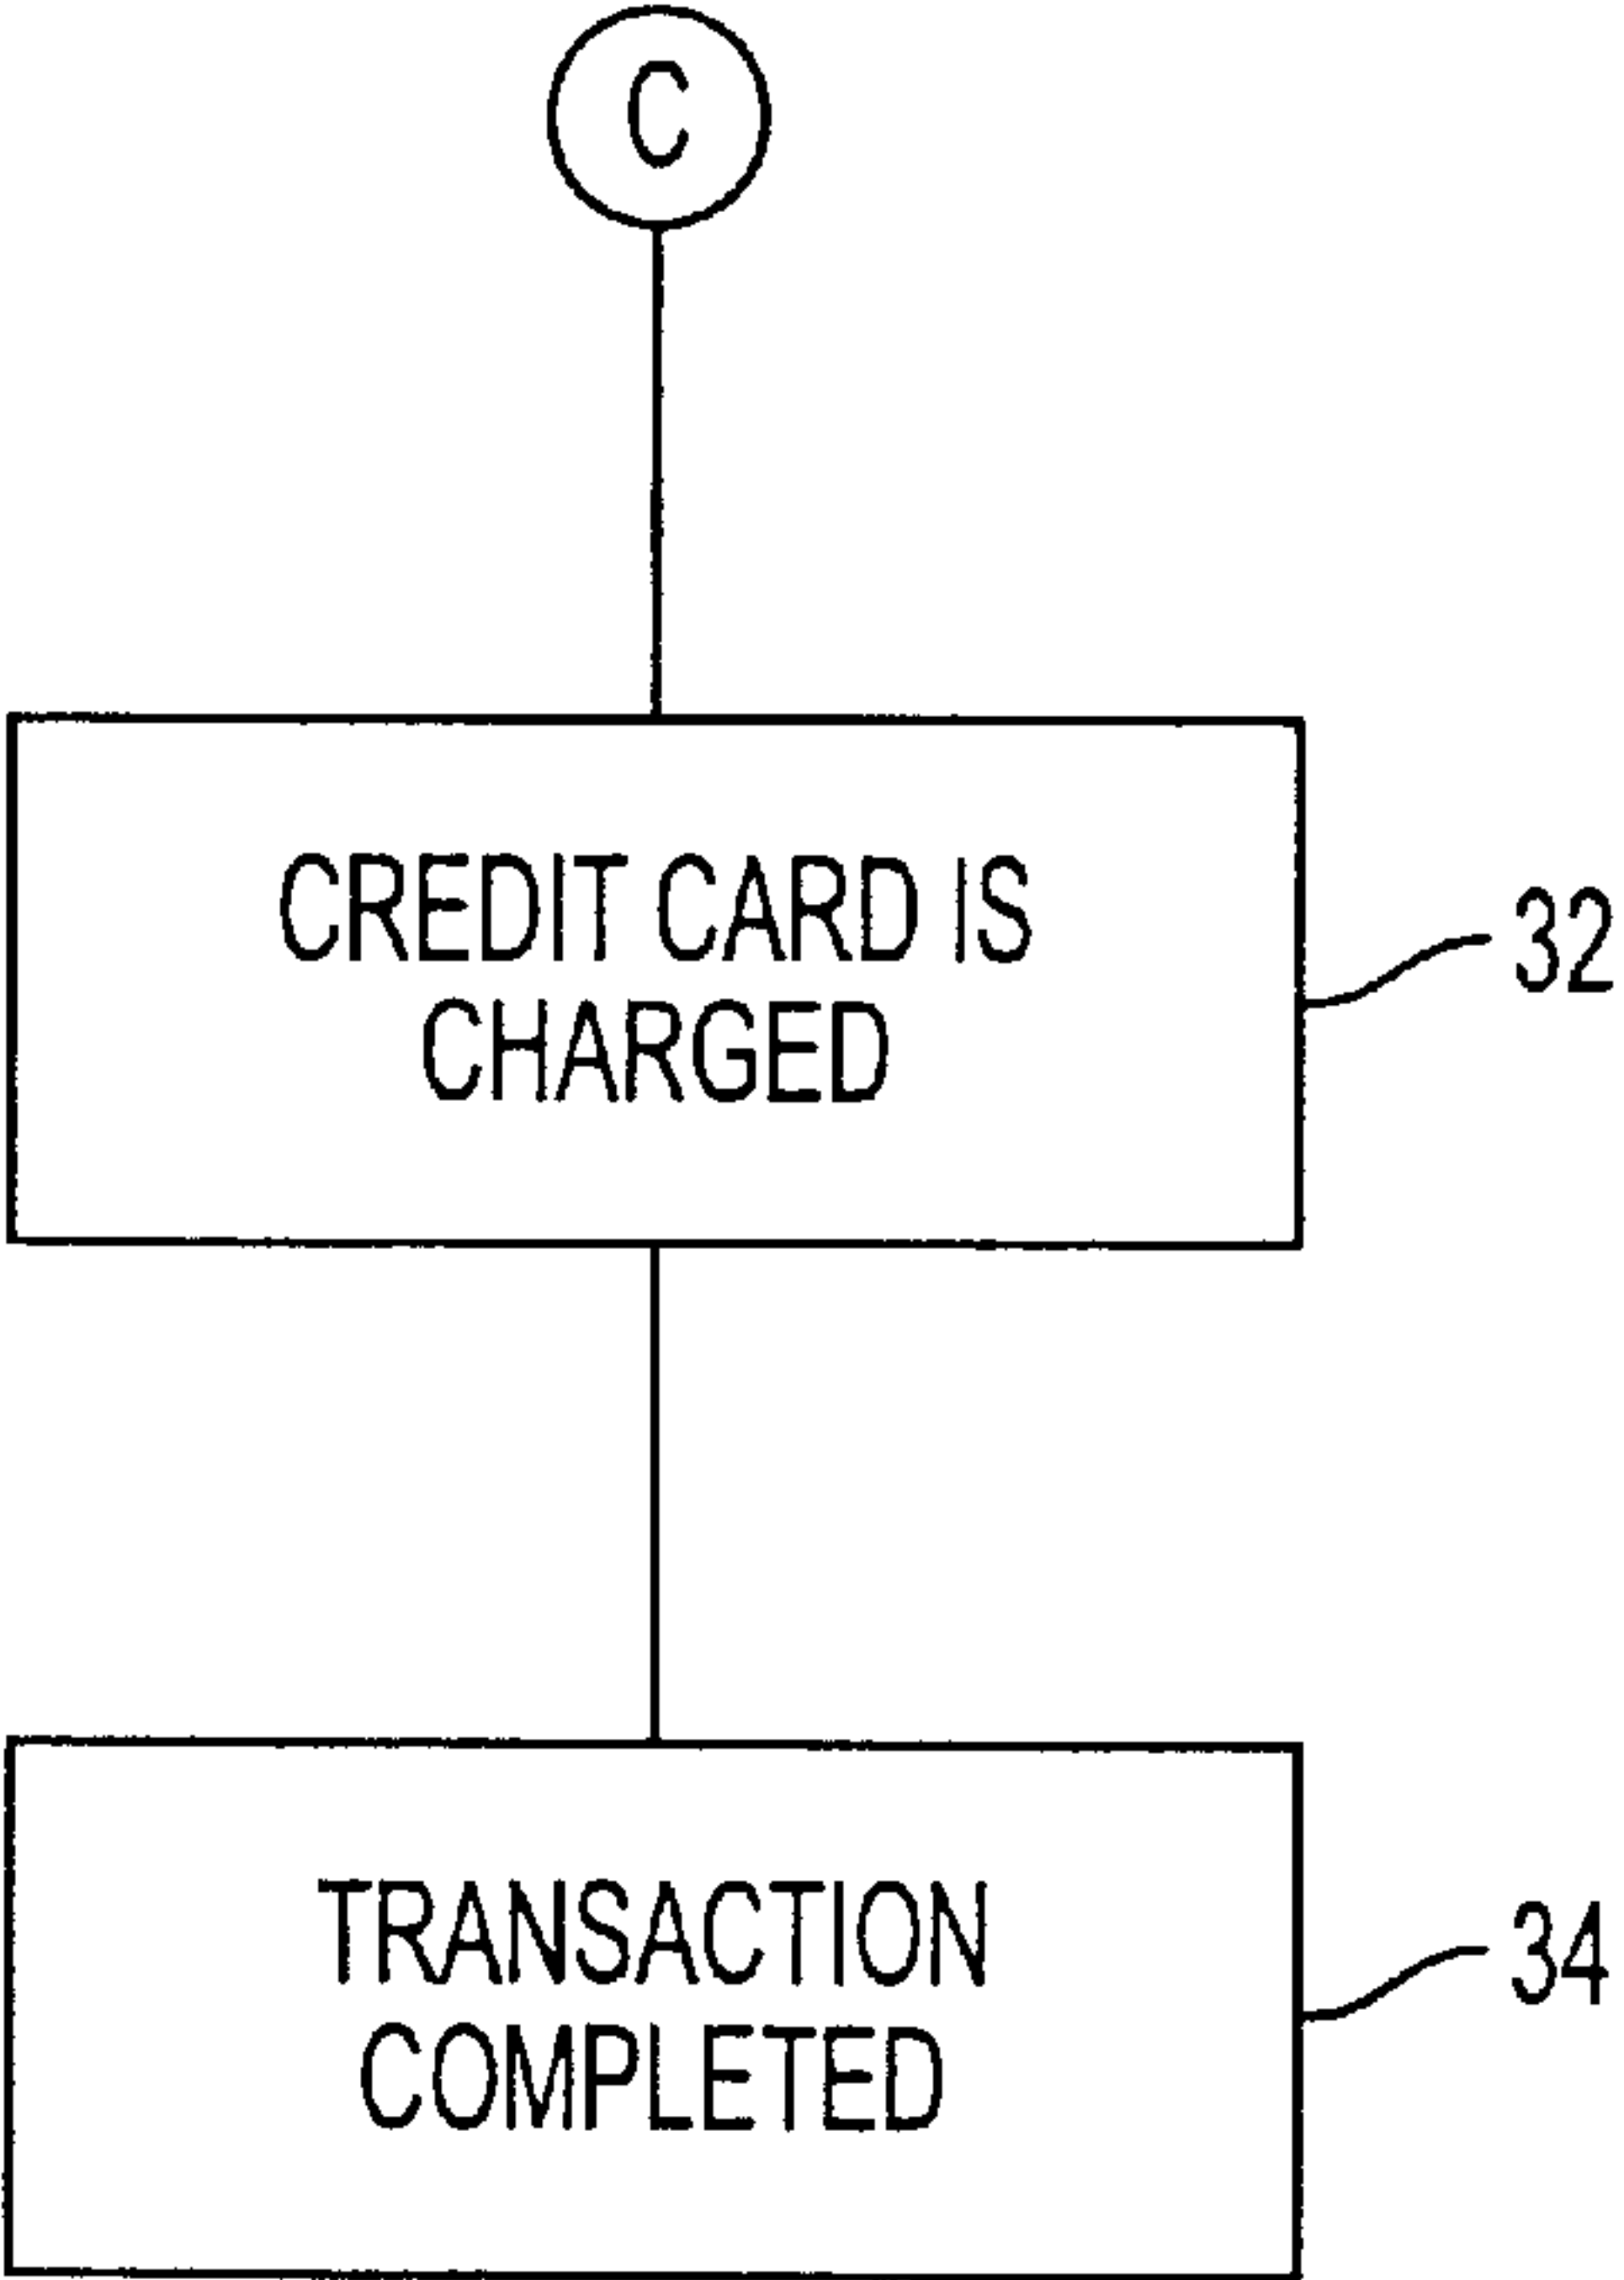 C
CREDIT CARD IS
CHARGED
32
TRANSACTION
COMPLETED
34